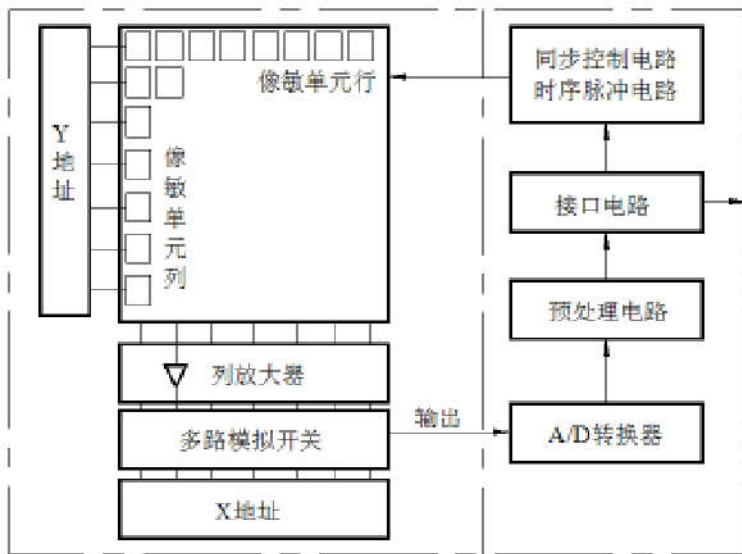 Y地址
像敏单元行
像敏单元列
列放大器
多路模拟开关
X地址
输出
同步控制电路
时序脉冲电路
接口电路
预处理电路
A/D转换器